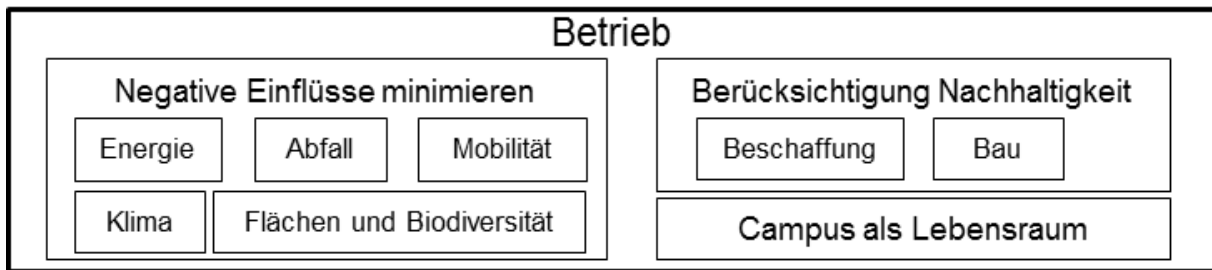 Betrieb
Negative Einflüsse minimieren
Energie
Abfall
Mobilität
Klima
Flächen und Biodiversität
Berücksichtigung Nachhaltigkeit
Beschaffung
Bau
Campus als Lebensraum